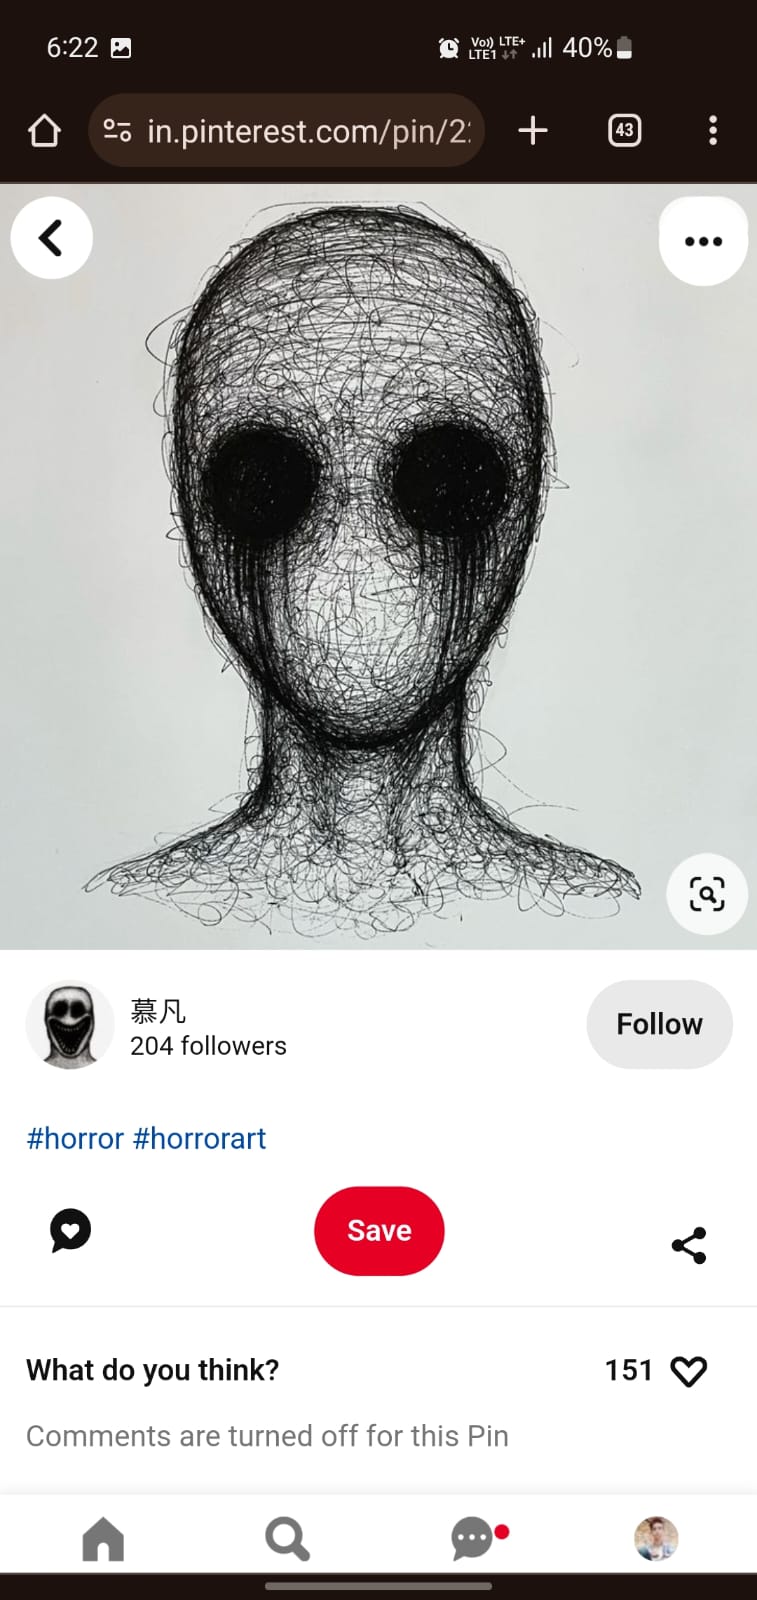 6:22 Vo)) LTE+ LTE1 40%
in.pinterest.com/pin/2 43
慕凡
204 followers
Follow
#horror #horrorart
Save
What do you think? 151
Comments are turned off for this Pin